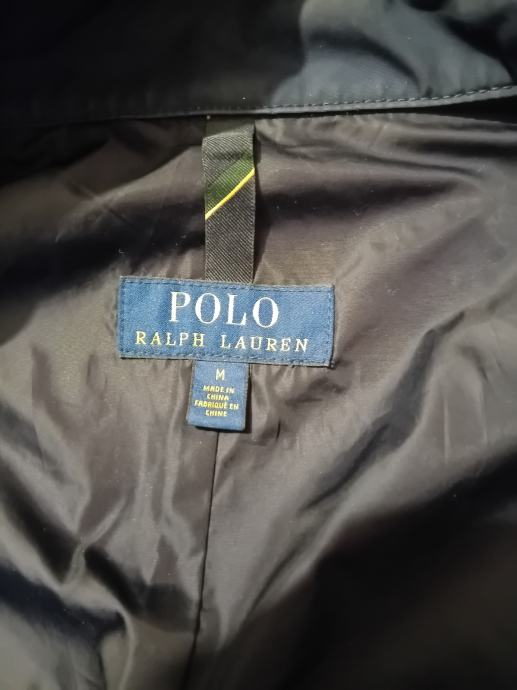 POLO
RALPH LAUREN
M
MADE IN
CHINA
FABRIQUÉ EN
CHINE